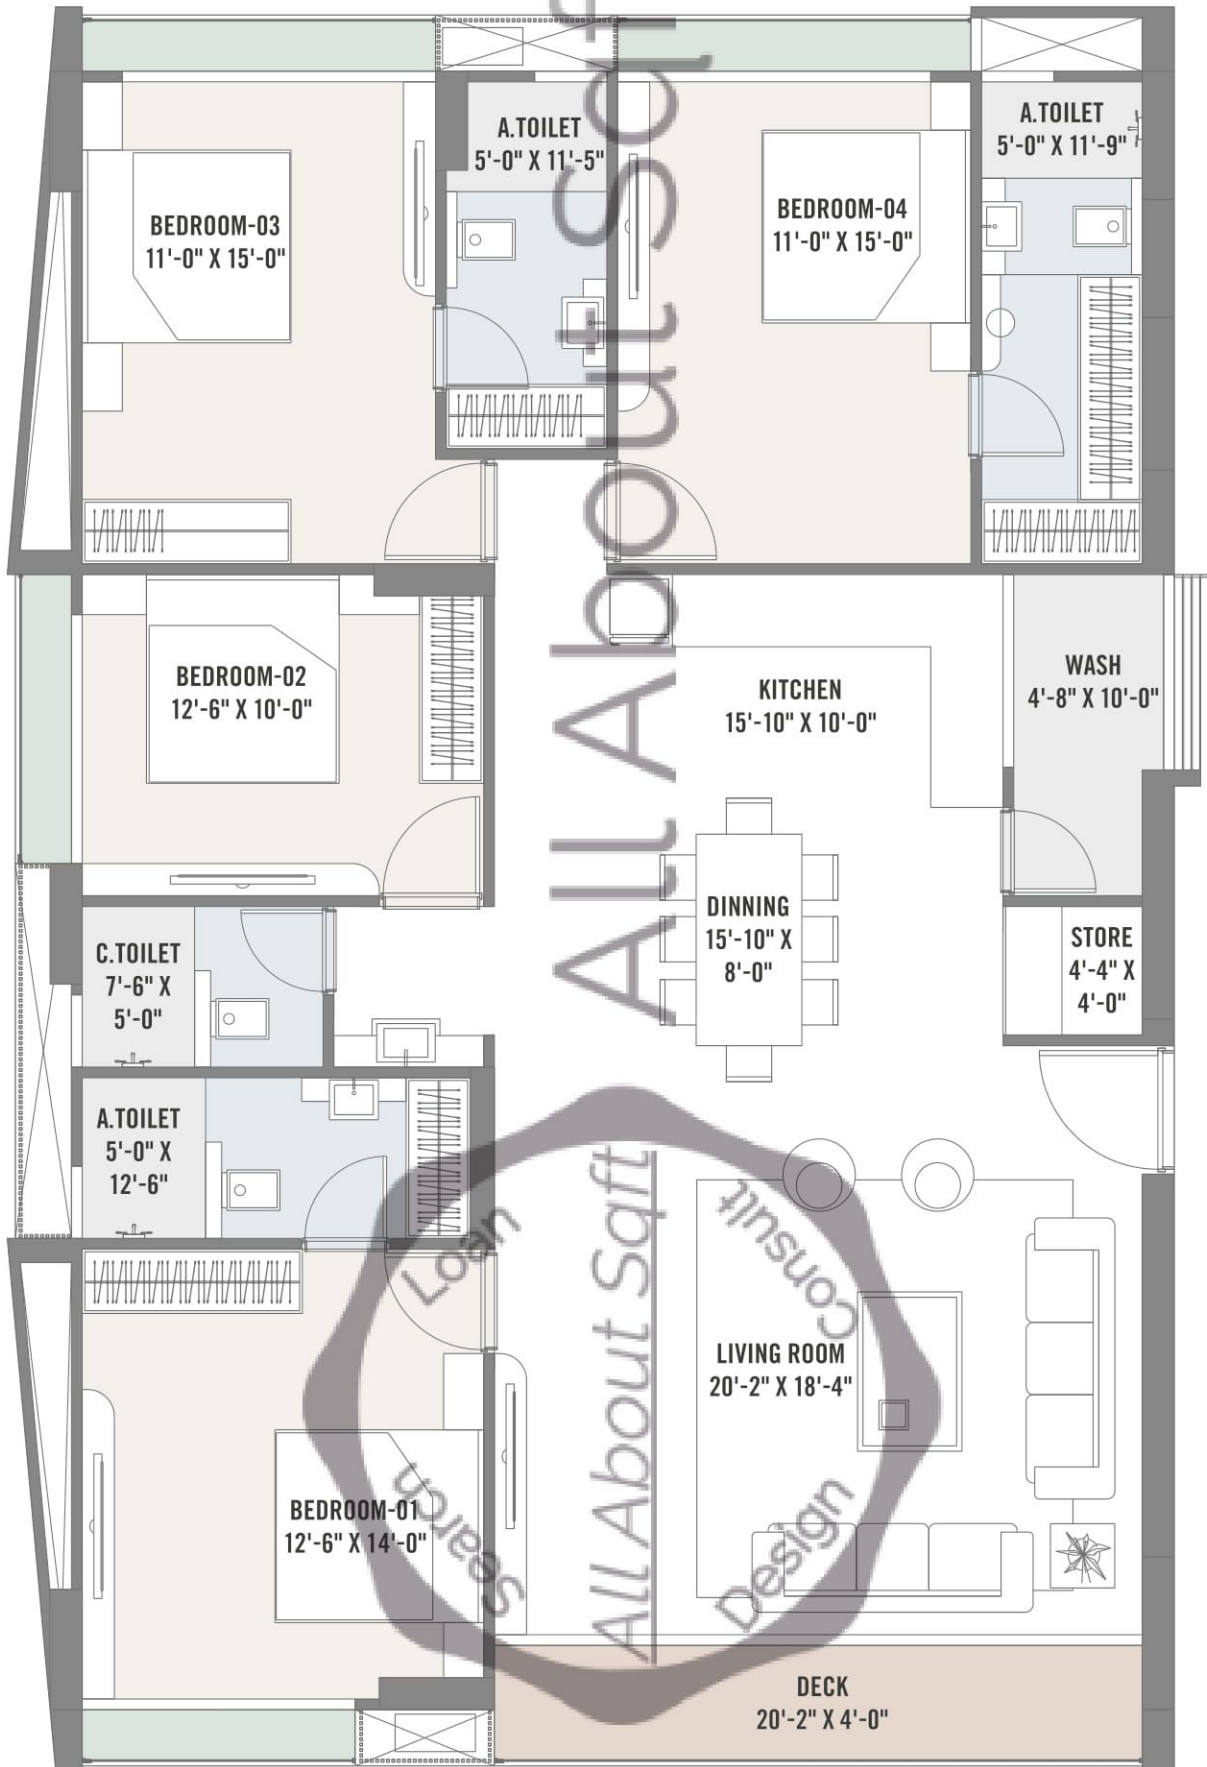 A.TOILET
5'-0" X 11'-5"
A.TOILET
5'-0" X 11'-9"
BEDROOM-03
11'-0" X 15'-0"
BEDROOM-04
11'-0" X 15'-0"
BEDROOM-02
12'-6" X 10'-0"
KITCHEN
15'-10" X 10'-0"
WASH
4'-8" X 10'-0"
DINNING
15'-10" X
8'-0"
STORE
4'-4" X
4'-0"
C.TOILET
7'-6" X
5'-0"
A.TOILET
5'-0" X
12'-6"
LIVING ROOM
20'-2" X 18'-4"
BEDROOM-01
12'-6" X 14'-0"
DECK
20'-2" X 4'-0"
All About Sqf
Loan
Consult
All About Sqft
Search
Design